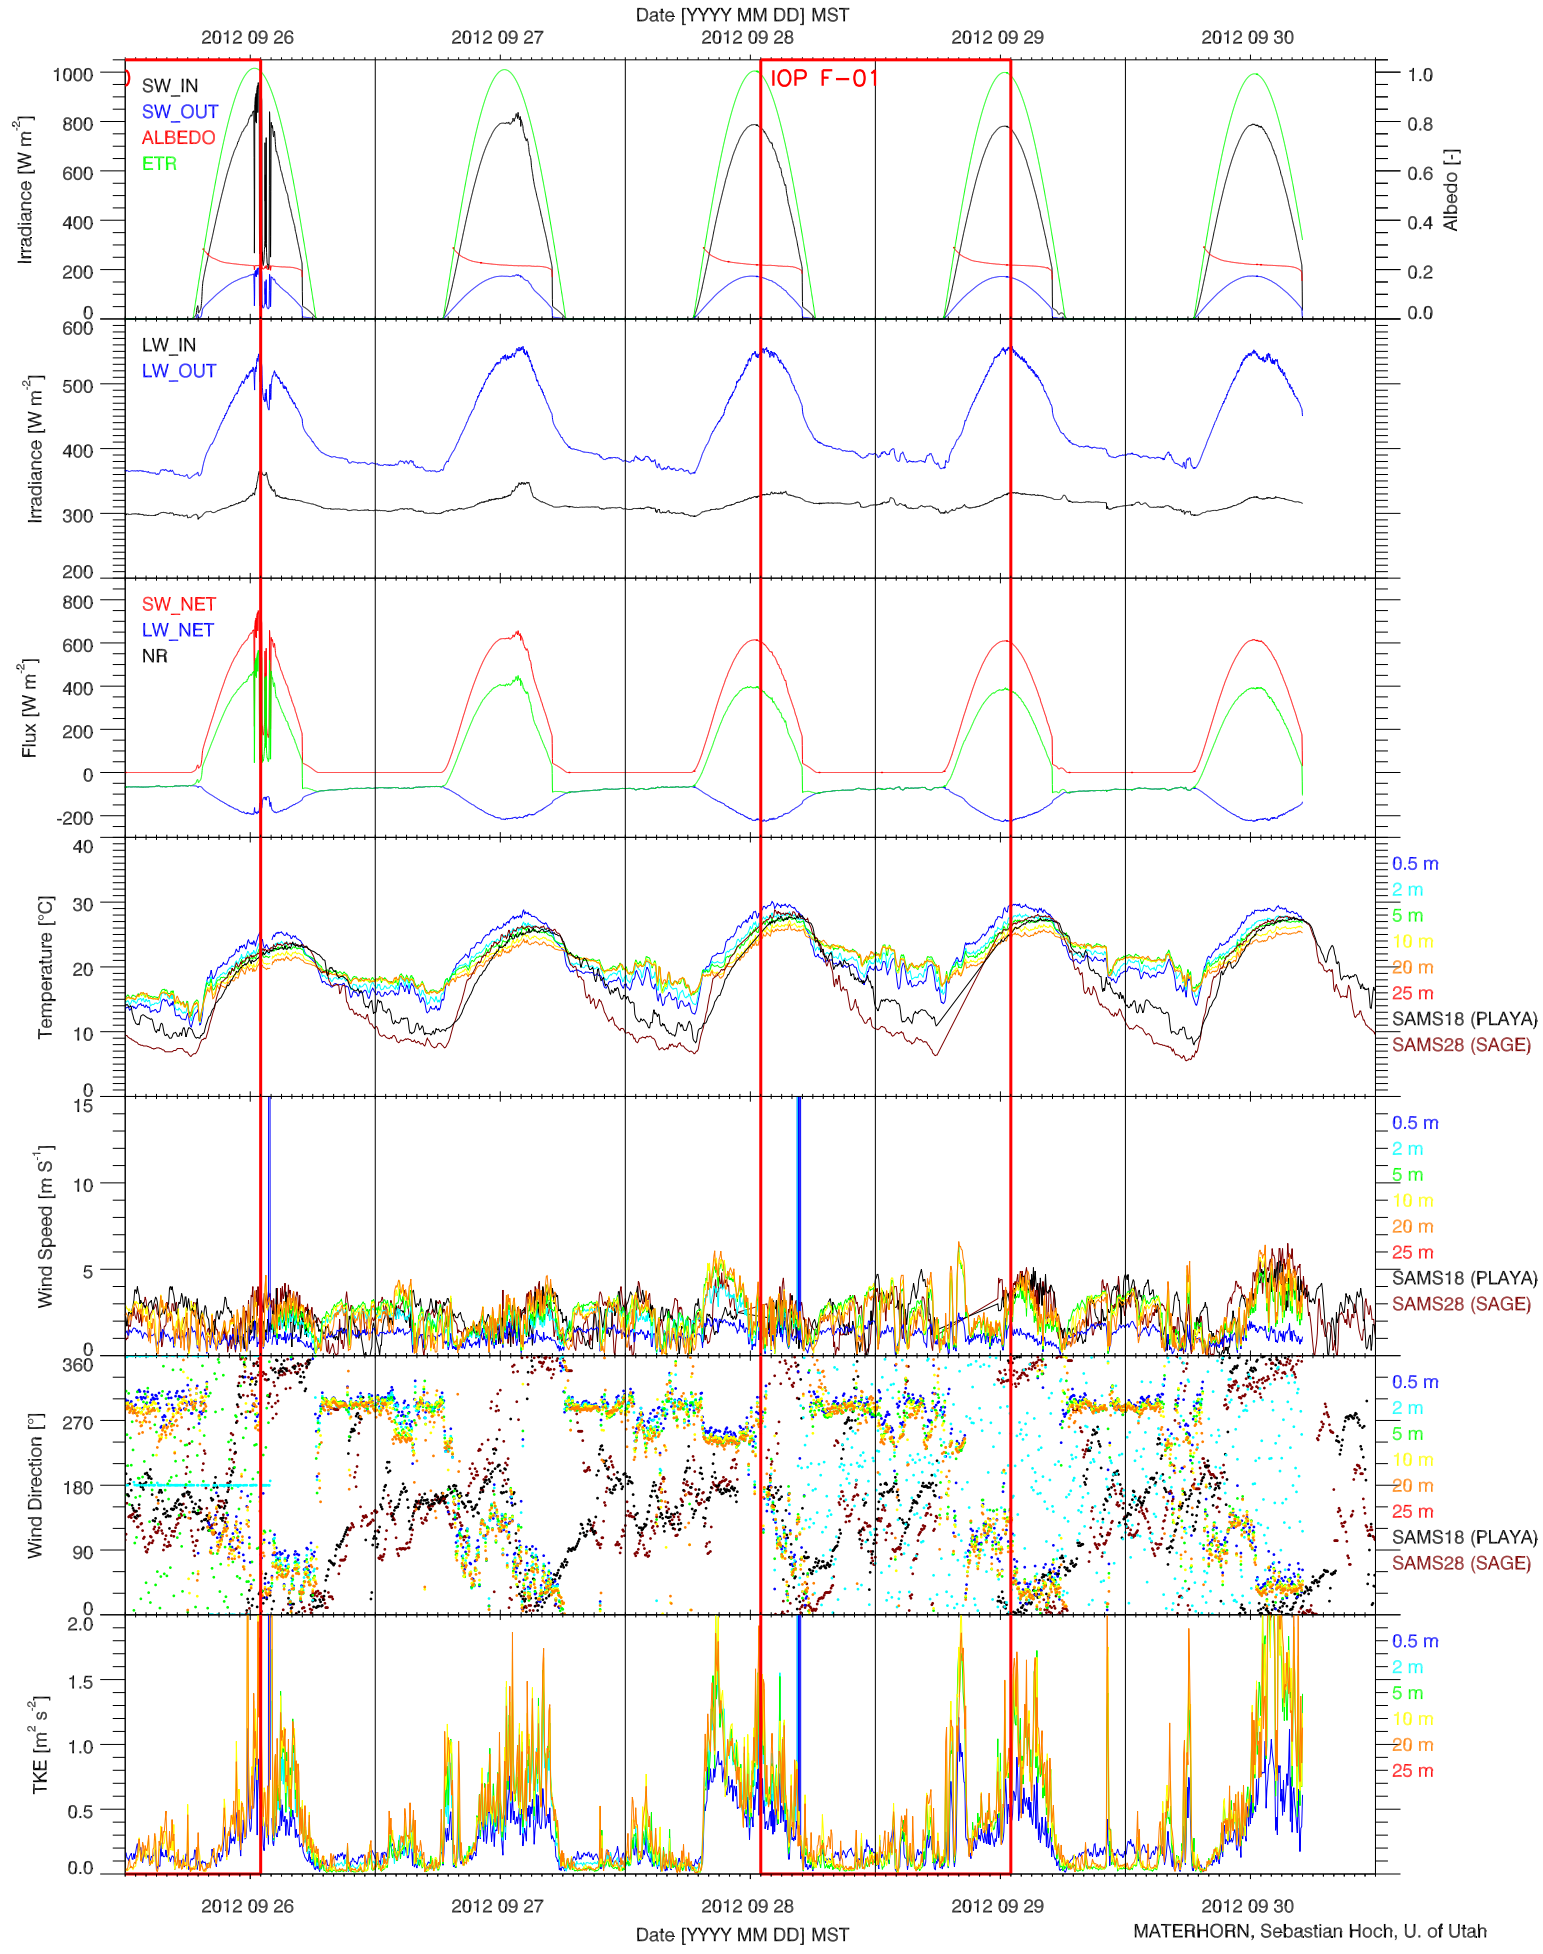 Date [YYYY MM DD] MST
2012 09 26 2012 09 27 2012 09 28 2012 09 29 2012 09 30
IOP F-01
SW_IN
SW_OUT
ALBEDO
ETR
1000
800
600
400
200
0
Irradiance [W m-2]
1.0
0.8
0.6
0.4
0.2
0.0
Albedo [-]
LW_IN
LW_OUT
600
500
400
300
200
Irradiance [W m-2]
SW_NET
LW_NET
NR
800
600
400
200
0
-200
Flux [W m-2]
40
30
20
10
0
Temperature [°C]
0.5 m
2 m
5 m
10 m
20 m
25 m
SAMS18 (PLAYA)
SAMS28 (SAGE)
15
10
5
0
Wind Speed [m S-1]
0.5 m
2 m
5 m
10 m
20 m
25 m
SAMS18 (PLAYA)
SAMS28 (SAGE)
360
270
180
90
0
Wind Direction [°]
0.5 m
2 m
5 m
10 m
20 m
25 m
SAMS18 (PLAYA)
SAMS28 (SAGE)
2.0
1.5
1.0
0.5
0.0
TKE [m2 s-2]
0.5 m
2 m
5 m
10 m
20 m
25 m
2012 09 26 2012 09 27 2012 09 28 2012 09 29 2012 09 30
Date [YYYY MM DD] MST
MATERHORN, Sebastian Hoch, U. of Utah